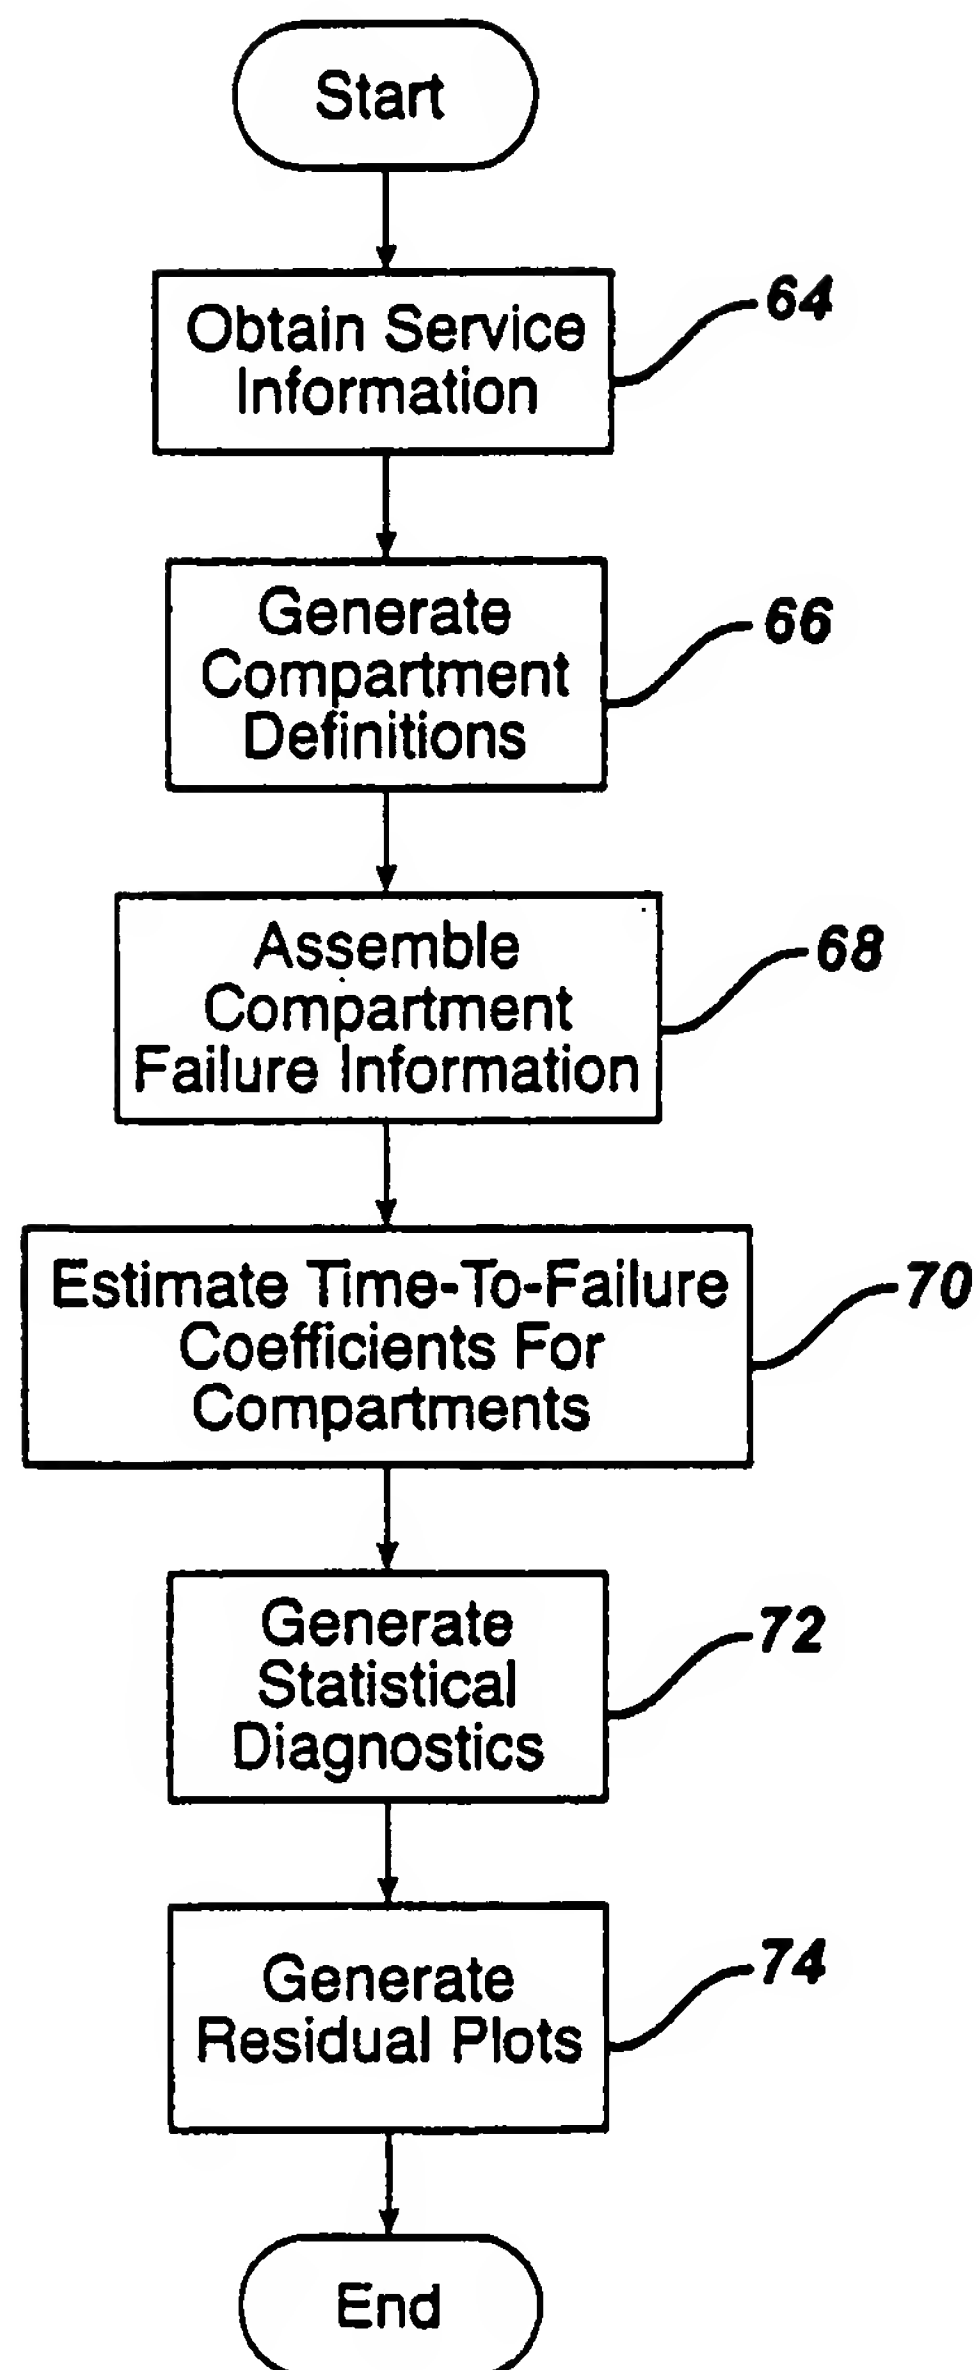 Start
Obtain Service
Information
64
Generate
Compartment
Definitions
66
Assemble
Compartment
Failure Information
68
Estimate Time-To-Failure
Coefficients For
Compartments
70
Generate
Statistical
Diagnostics
72
Generate
Residual Plots
74
End